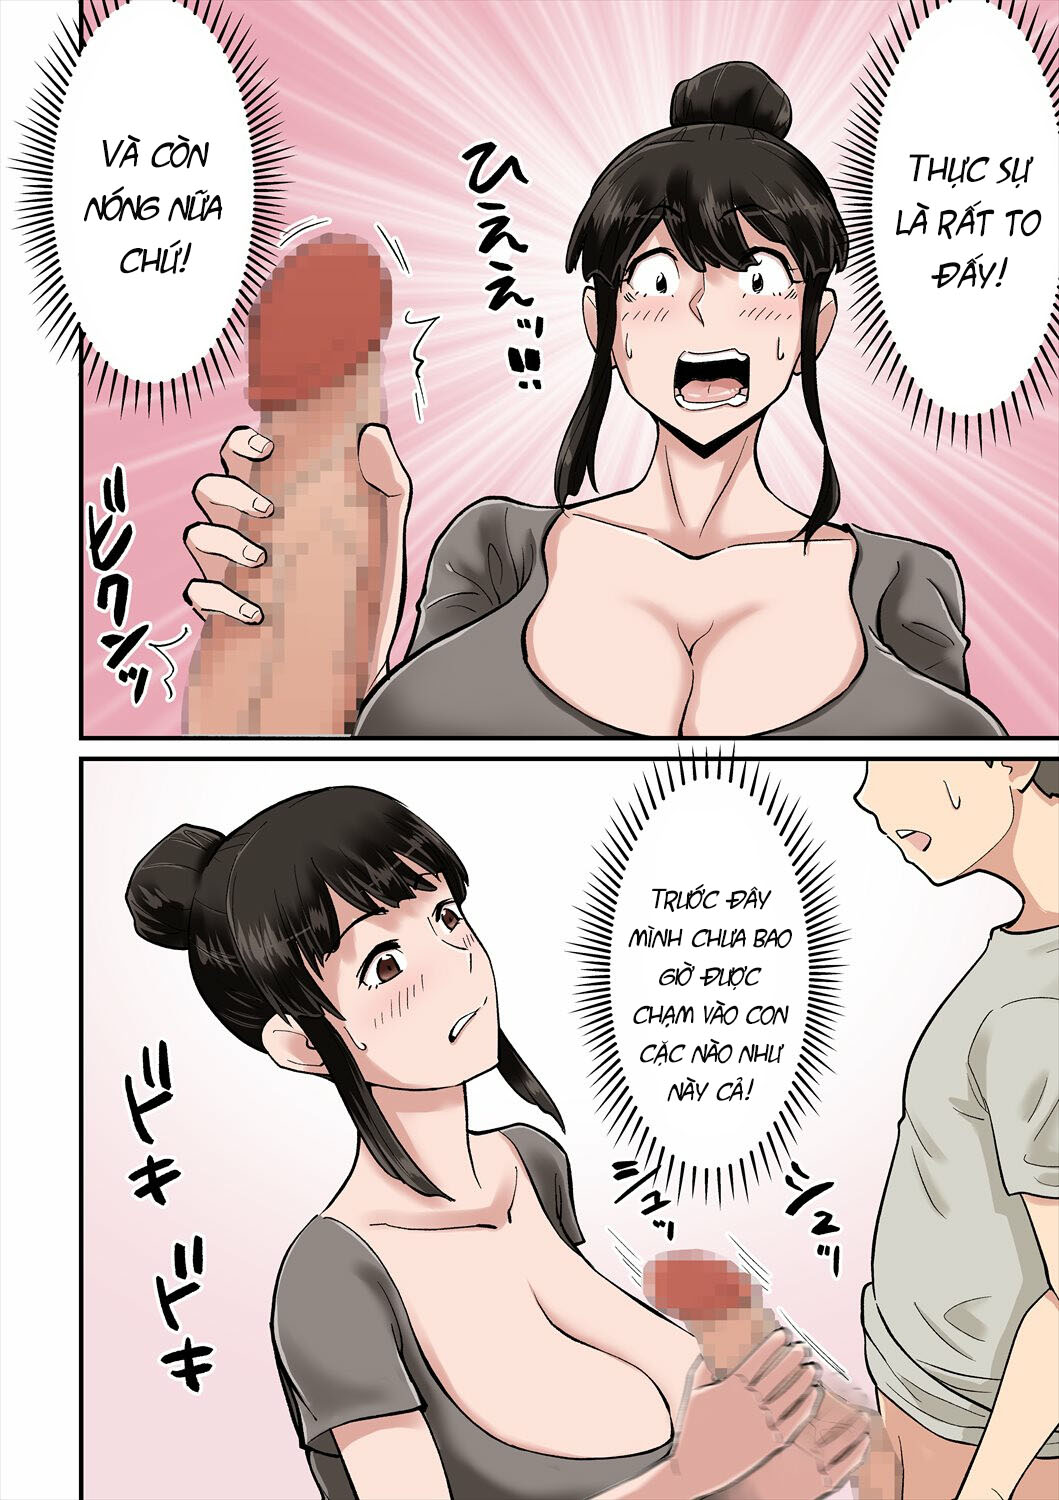 THỰC SỰ
LÀ RẤT TO
ĐẤY!
ひえええッ!!
VÀ CÒN
NÓNG NỮA
CHỨ!
ビクンッ
TRƯỚC ĐÂY
MÌNH CHƯA BAO
GIỜ ĐƯỢC
CHẠM VÀO CON
CẶC NÀO NHƯ
NÀY CẢ!
シュッ
シュッ
ドキ
ドキ